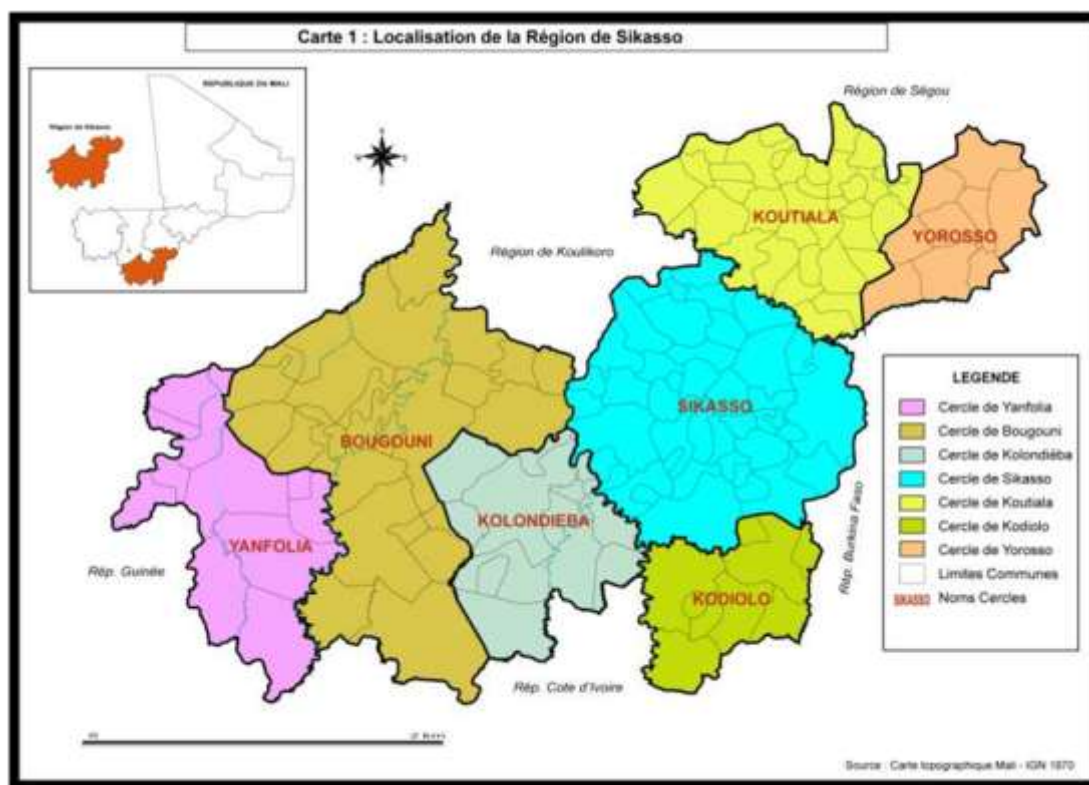 Carte 1 : Localisation de la Région de Sikasso
REPUBLIQUE DU MALI
Région de Sikasso
Région de Ségou
KOUTIALA
YOROSSO
Région de Koulikoro
SIKASSO
BOUGOUNI
KOLONDIEBA
YANFOLIA
KODIOLO
Rép. Guinée
Rép. Burkina Faso
Rép. Cote d'Ivoire
LEGENDE
Cercle de Yanfolia
Cercle de Bougouni
Cercle de Kolondiéba
Cercle de Sikasso
Cercle de Koutiala
Cercle de Kodiolo
Cercle de Yorosso
Limites Communes
SIKASSO Noms Cercles
Source : Carte topographique Mali - IGN 1970